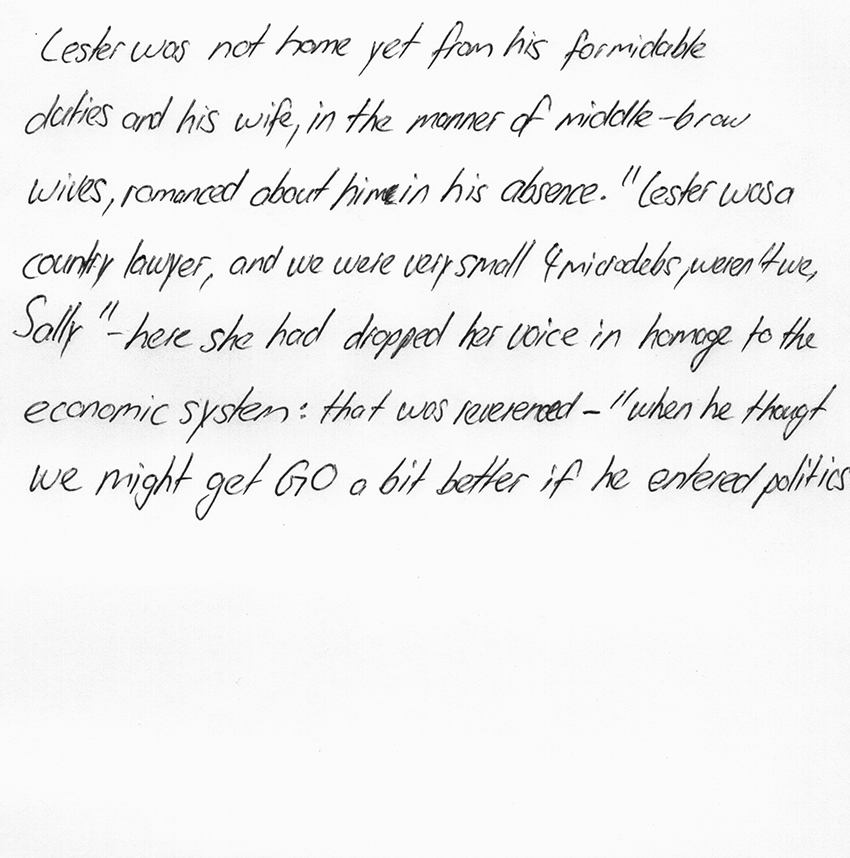 Lester was not home yet from his formidable
duties and his wife, in the manner of middle-brow
wives, romanced about him in his absence. "Lester was a
country lawyer, and we were very small 4 microdebs, weren't we,
Sally" - here she had dropped her voice in homage to the
economic system: that was reverenced - "when he thougt
we might get GO a bit better if he entered politics